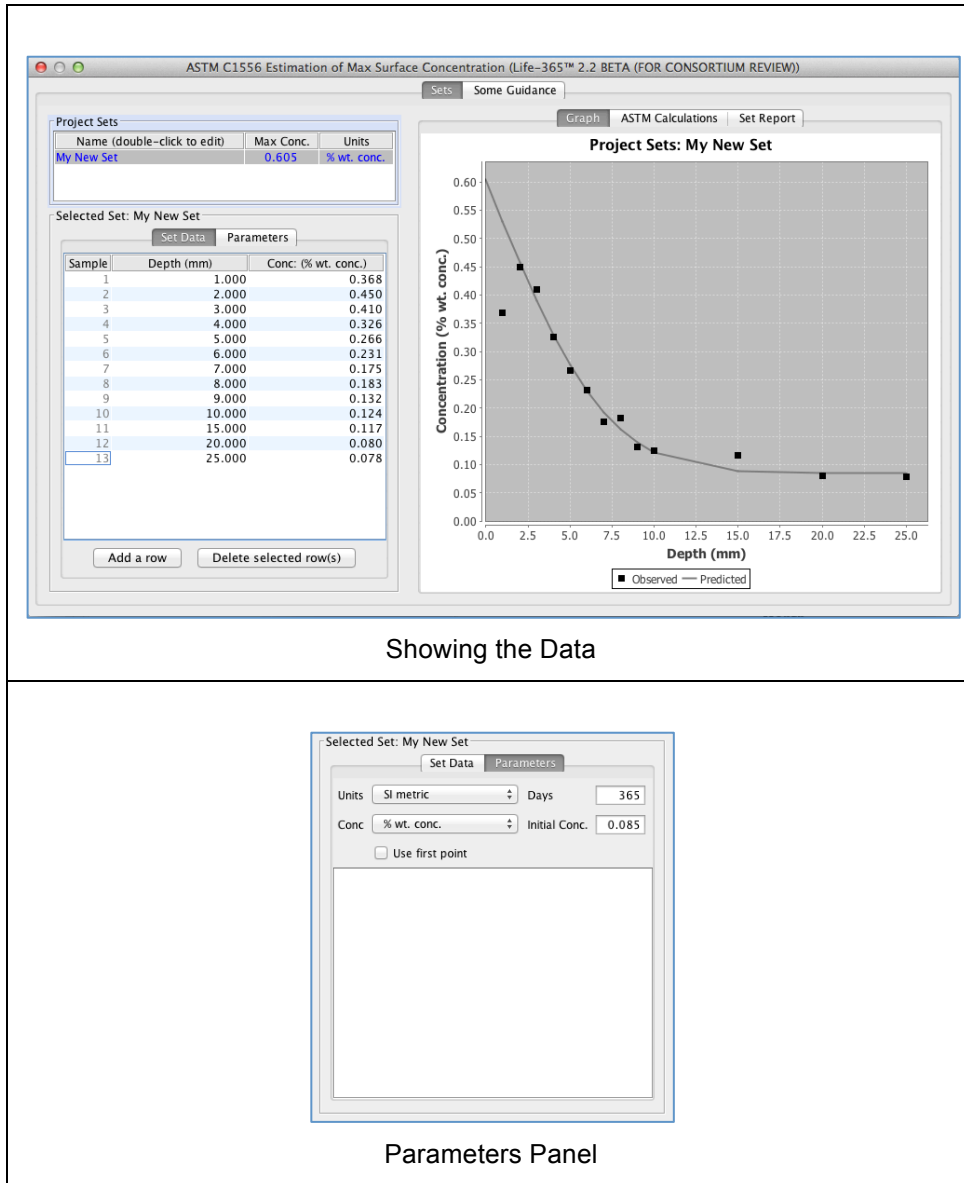 ASTM C1556 Estimation of Max Surface Concentration (Life-365™ 2.2 BETA (FOR CONSORTIUM REVIEW))
Sets Some Guidance
Project Sets
Name (double-click to edit) Max Conc. Units
My New Set 0.605 % wt. conc.
Selected Set: My New Set
Set Data Parameters
Sample Depth (mm) Conc: (% wt. conc.)
1 1.000 0.368
2 2.000 0.450
3 3.000 0.410
4 4.000 0.326
5 5.000 0.266
6 6.000 0.231
7 7.000 0.175
8 8.000 0.183
9 9.000 0.132
10 10.000 0.124
11 15.000 0.117
12 20.000 0.080
13 25.000 0.078
Add a row Delete selected row(s)
Graph ASTM Calculations Set Report
Project Sets: My New Set
Concentration (% wt. conc.)
0.60
0.55
0.50
0.45
0.40
0.35
0.30
0.25
0.20
0.15
0.10
0.05
0.00
0.0 2.5 5.0 7.5 10.0 12.5 15.0 17.5 20.0 22.5 25.0
Depth (mm)
Observed Predicted
Showing the Data
Selected Set: My New Set
Set Data Parameters
Units SI metric Days 365
Conc % wt. conc. Initial Conc. 0.085
Use first point
Parameters Panel